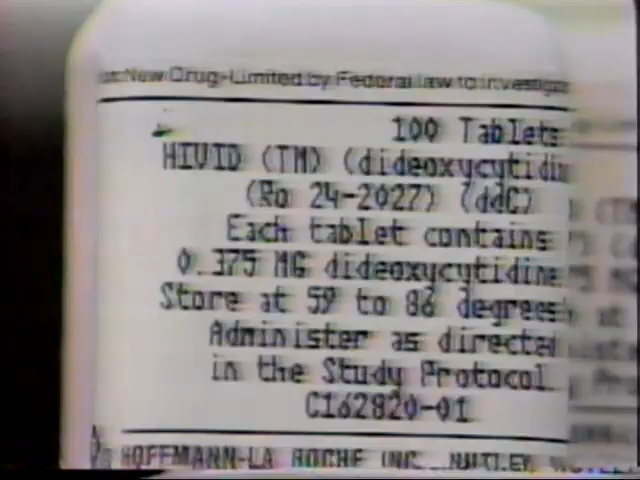 New Drug-Limited by Federal law to investigat
100 Tablets
HIVID (TM) (dideoxycytidin
(Ro 24-2027) (ddC)
Each tablet contains
0.375 MG dideoxycytidine
Store at 59 to 86 degrees
Administer as directed
in the Study Protocol
C162820-01
HOFFMANN-LA ROCHE INC. NUTLEY